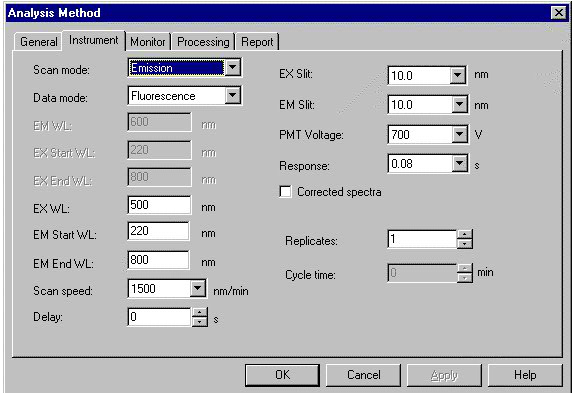 Analysis Method
General Instrument Monitor Processing Report
Scan mode: Emission
Data mode: Fluorescence
EM WL: 600 nm
EX Start WL: 220 nm
EX End WL: 800 nm
EX WL: 500 nm
EM Start WL: 220 nm
EM End WL: 800 nm
Scan speed: 1500 nm/min
Delay: 0 s
EX Slit: 10.0 nm
EM Slit: 10.0 nm
PMT Voltage: 700 V
Response: 0.08 s
Corrected spectra
Replicates: 1
Cycle time: 0 min
OK Cancel Apply Help